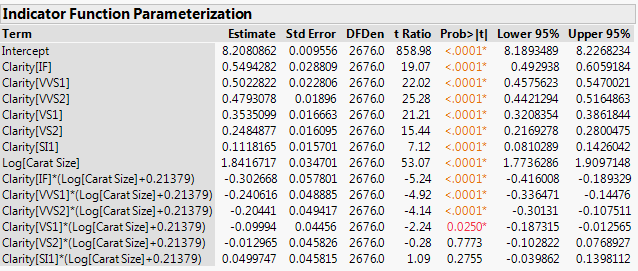 Indicator Function Parameterization
Term Estimate Std Error DFDen t Ratio Prob>|t| Lower 95% Upper 95%
Intercept 8.2080862 0.009556 2676.0 858.98 <.0001* 8.1893489 8.2268234
Clarity[IF] 0.5494282 0.028809 2676.0 19.07 <.0001* 0.492938 0.6059184
Clarity[VVS1] 0.5022822 0.022806 2676.0 22.02 <.0001* 0.4575623 0.5470021
Clarity[VVS2] 0.4793078 0.01896 2676.0 25.28 <.0001* 0.4421294 0.5164863
Clarity[VS1] 0.3535099 0.016663 2676.0 21.21 <.0001* 0.3208354 0.3861844
Clarity[VS2] 0.2484877 0.016095 2676.0 15.44 <.0001* 0.2169278 0.2800475
Clarity[SI1] 0.1118165 0.015701 2676.0 7.12 <.0001* 0.0810289 0.1426042
Log[Carat Size] 1.8416717 0.034701 2676.0 53.07 <.0001* 1.7736286 1.9097148
Clarity[IF]*(Log[Carat Size]+0.21379) -0.302668 0.057801 2676.0 -5.24 <.0001* -0.416008 -0.189329
Clarity[VVS1]*(Log[Carat Size]+0.21379) -0.240616 0.048885 2676.0 -4.92 <.0001* -0.336471 -0.14476
Clarity[VVS2]*(Log[Carat Size]+0.21379) -0.20441 0.049417 2676.0 -4.14 <.0001* -0.30131 -0.107511
Clarity[VS1]*(Log[Carat Size]+0.21379) -0.09994 0.04456 2676.0 -2.24 0.0250* -0.187315 -0.012565
Clarity[VS2]*(Log[Carat Size]+0.21379) -0.012965 0.045826 2676.0 -0.28 0.7773 -0.102822 0.0768927
Clarity[SI1]*(Log[Carat Size]+0.21379) 0.0499747 0.045815 2676.0 1.09 0.2755 -0.039862 0.1398112